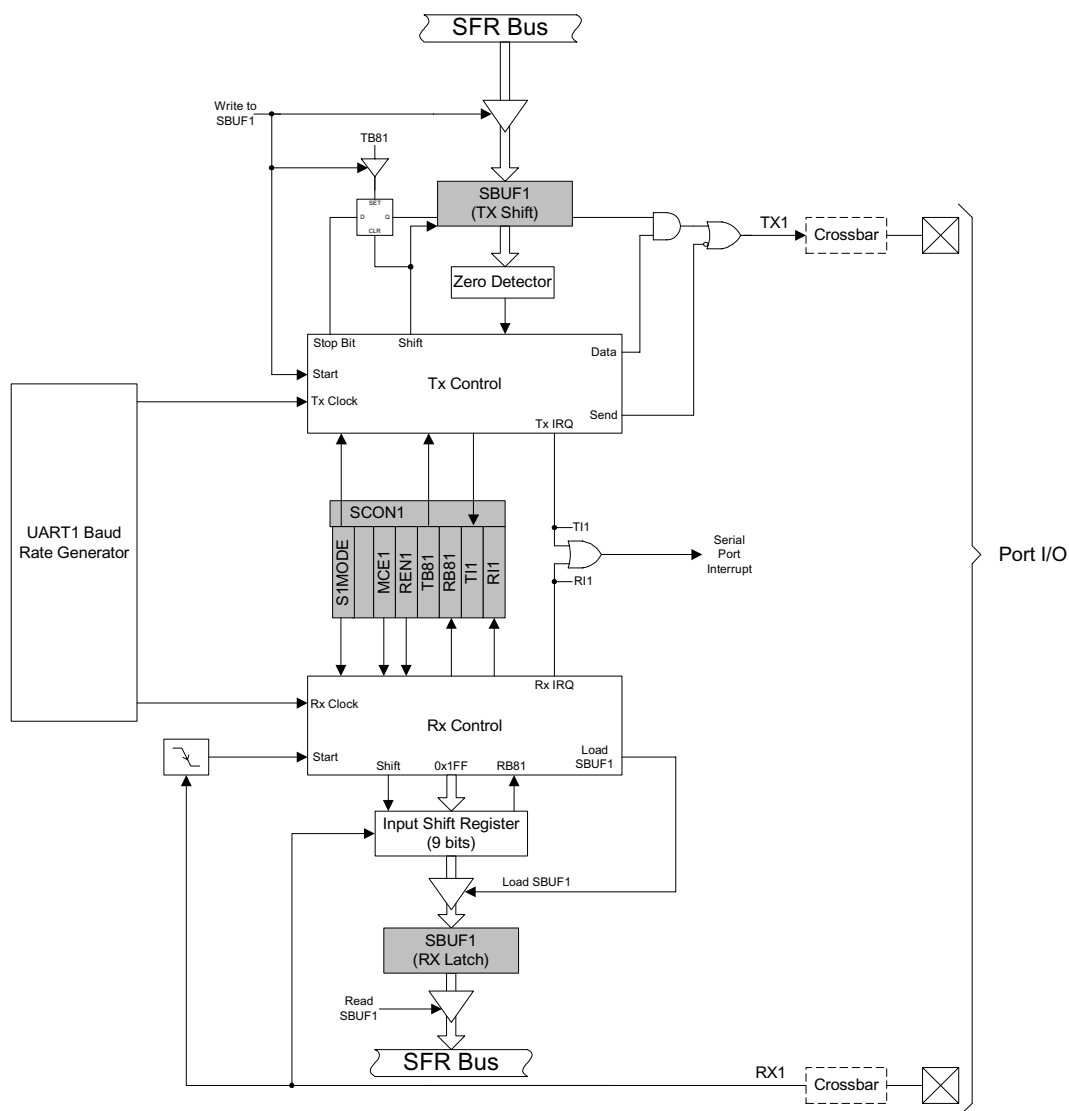 SFR Bus
Write to
SBUF1
TB81
SET
D
Q
CLR
SBUF1
(TX Shift)
TX1
Crossbar
Zero Detector
Stop Bit
Shift
Data
Start
Tx Control
Tx Clock
Send
Tx IRQ
UART1 Baud
Rate Generator
SCON1
S1MODE
MCE1
REN1
TB81
RB81
TI1
RI1
TI1
Serial
Port
Interrupt
RI1
Port I/O
Rx IRQ
Rx Clock
Rx Control
Start
Load
SBUF1
Shift
0x1FF
RB81
Input Shift Register
(9 bits)
Load SBUF1
SBUF1
(RX Latch)
Read
SBUF1
SFR Bus
RX1
Crossbar